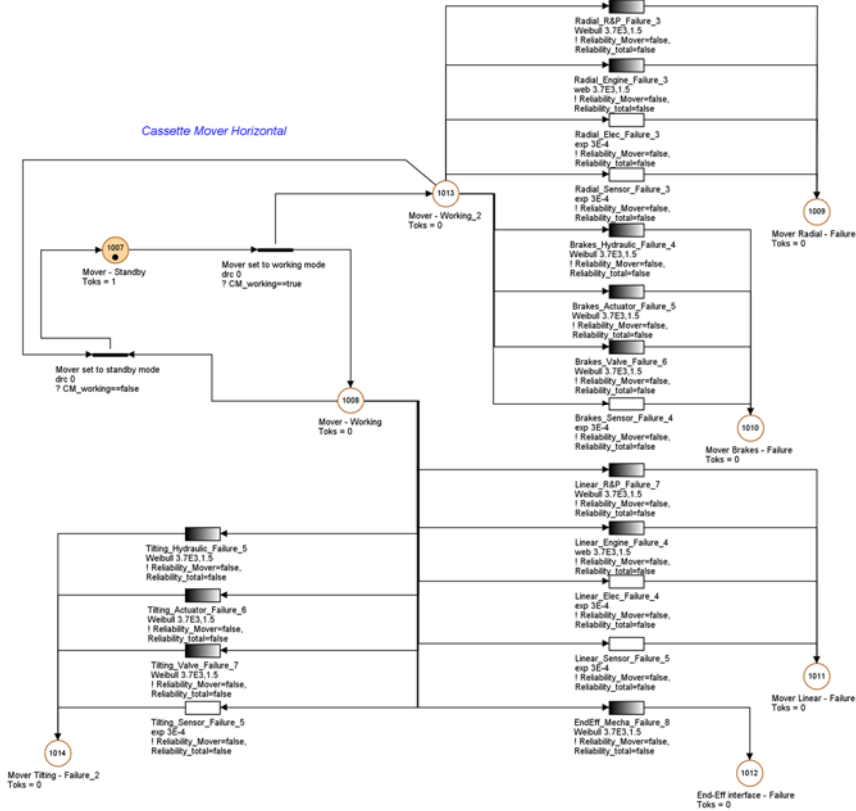 Radial_R&P_Failure_3
Weibull 3.7E3,1.5
! Reliability_Mover=false,
Reliability_total=false
Radial_Engine_Failure_3
web 3.7E3,1.5
! Reliability_Mover=false,
Reliability_total=false
Cassette Mover Horizontal
Radial_Elec_Failure_3
exp 3E-4
! Reliability_Mover=false,
Reliability_total=false
Radial_Sensor_Failure_3
exp 3E-4
! Reliability_Mover=false,
Reliability_total=false
1013
Mover - Working_2
Toks = 0
1009
Mover Radial - Failure
Toks = 0
1007
Mover - Standby
Toks = 1
Mover set to working mode
drc 0
? CM_working==true
Brakes_Hydraulic_Failure_4
Weibull 3.7E3,1.5
! Reliability_Mover=false,
Reliability_total=false
Brakes_Actuator_Failure_5
Weibull 3.7E3,1.5
! Reliability_Mover=false,
Reliability_total=false
Mover set to standby mode
drc 0
? CM_working==false
Brakes_Valve_Failure_6
Weibull 3.7E3,1.5
! Reliability_Mover=false,
Reliability_total=false
1008
Mover - Working
Toks = 0
Brakes_Sensor_Failure_4
exp 3E-4
! Reliability_Mover=false,
Reliability_total=false
1010
Mover Brakes - Failure
Toks = 0
Linear_R&P_Failure_7
Weibull 3.7E3,1.5
! Reliability_Mover=false,
Reliability_total=false
Linear_Engine_Failure_4
web 3.7E3,1.5
! Reliability_Mover=false,
Reliability_total=false
Tilting_Hydraulic_Failure_5
Weibull 3.7E3,1.5
! Reliability_Mover=false,
Reliability_total=false
Linear_Elec_Failure_4
exp 3E-4
! Reliability_Mover=false,
Reliability_total=false
Tilting_Actuator_Failure_6
Weibull 3.7E3,1.5
! Reliability_Mover=false,
Reliability_total=false
Linear_Sensor_Failure_5
exp 3E-4
! Reliability_Mover=false,
Reliability_total=false
Tilting_Valve_Failure_7
Weibull 3.7E3,1.5
! Reliability_Mover=false,
Reliability_total=false
1011
Mover Linear - Failure
Toks = 0
Tilting_Sensor_Failure_5
exp 3E-4
! Reliability_Mover=false,
Reliability_total=false
EndEff_Mecha_Failure_8
Weibull 3.7E3,1.5
! Reliability_Mover=false,
Reliability_total=false
1014
Mover Tilting - Failure_2
Toks = 0
1012
End-Eff interface - Failure
Toks = 0